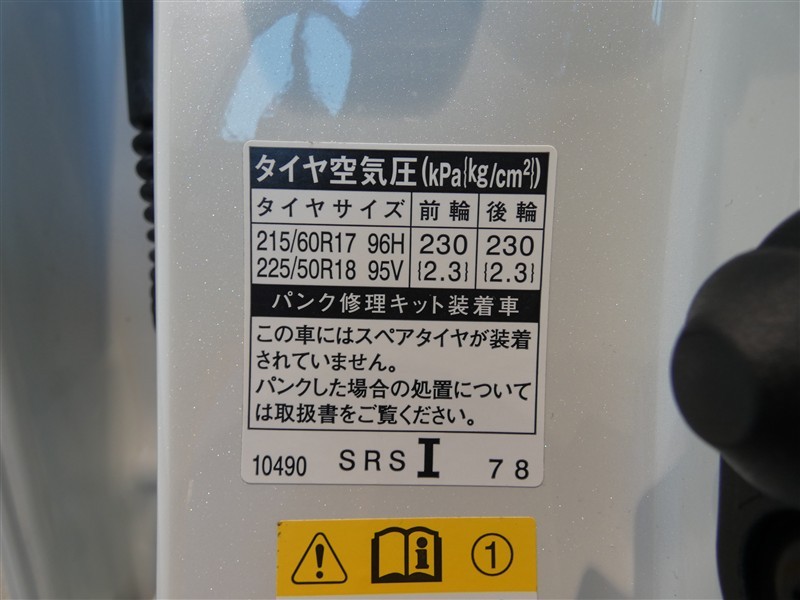 タイヤ空気圧(kPa{kg/cm²})
タイヤサイズ 前輪 後輪
215/60R17 96H 230 230
225/50R18 95V {2.3} {2.3}
パンク修理キット装着車
この車にはスペアタイヤが装着
されていません。
パンクした場合の処置について
は取扱書をご覧ください。
10490 SRS I 78
①